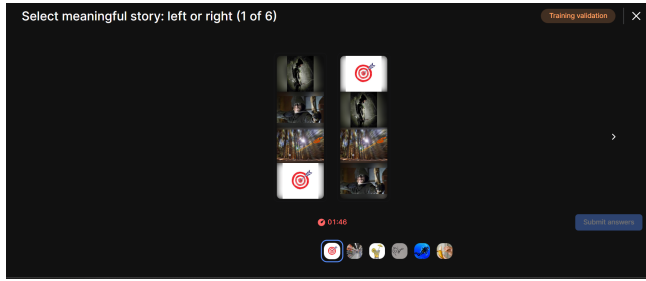 Select meaningful story: left or right (1 of 6)
Training validation
01:46
Submit answers